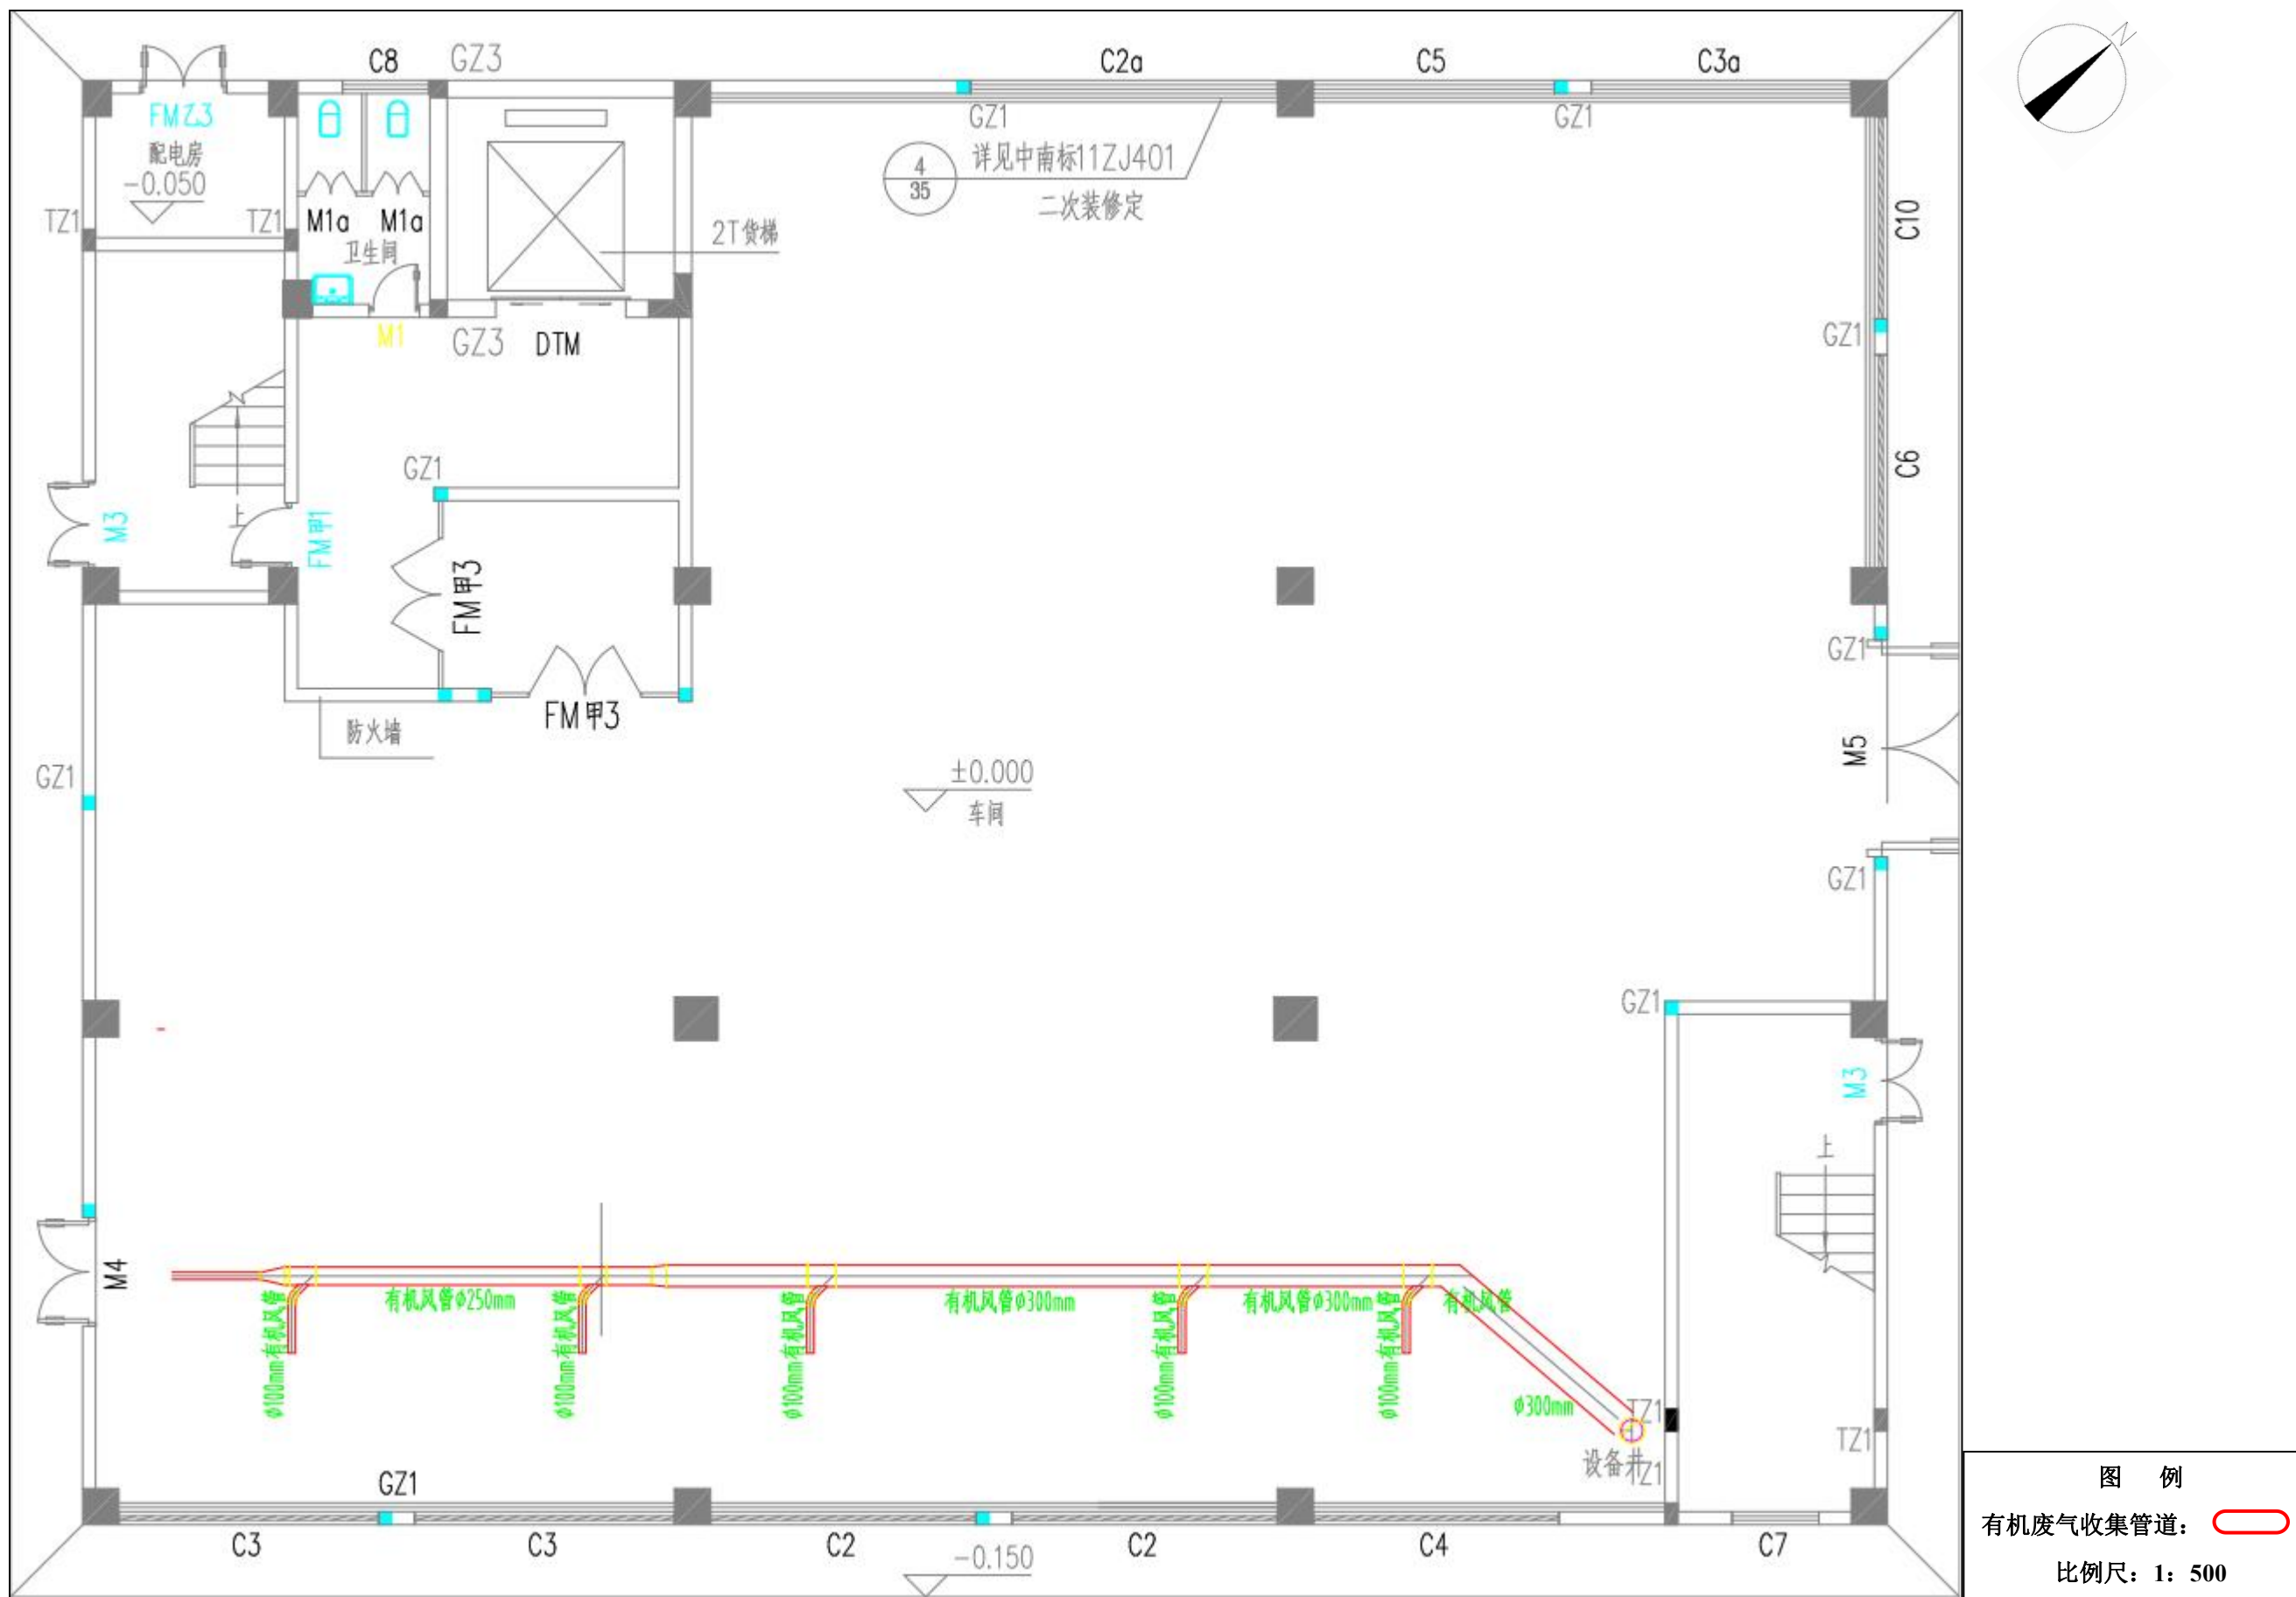 C8
GZ3
C2a
C5
C3a
N
FM乙3
配电房
-0.050
GZ1
GZ1
4
35
详见中南标11ZJ401
二次装修定
TZ1
TZ1
M1a
M1a
卫生间
2T货梯
C10
M1
GZ3
DTM
GZ1
GZ1
C6
M3
上
FM甲1
FM甲3
GZ1
FM甲3
防火墙
M5
GZ1
±0.000
车间
GZ1
GZ1
M3
上
M4
有机风管φ250mm
有机风管φ300mm
有机风管φ300mm
有机风管
φ100mm有机风管
φ100mm有机风管
φ100mm有机风管
φ100mm有机风管
φ100mm有机风管
φ300mm
TZ1
TZ1
设备井
TZ1
GZ1
C3
C3
C2
C2
C4
C7
-0.150
图 例
有机废气收集管道：
比例尺：1：500